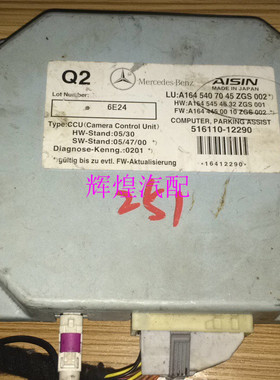 Q2
Mercedes-Benz
AISIN
MADE IN JAPAN
Lot Number
6E24
LU:A164 540 70 45 ZGS 002*)
HW:A164 545 46 32 ZGS 001
FW:A164 445 00 10 ZGS 002*)
COMPUTER, PARKING ASSIST
516110-12290
Type:CCU(Camera Control Unit)
HW-Stand:05/30
SW-Stand:05/47/00*)
Diagnose-Kenng.:0201 *)
*gültig bis zu evtl. FW-Aktualisierung
*16412290*
辉煌汽配
251